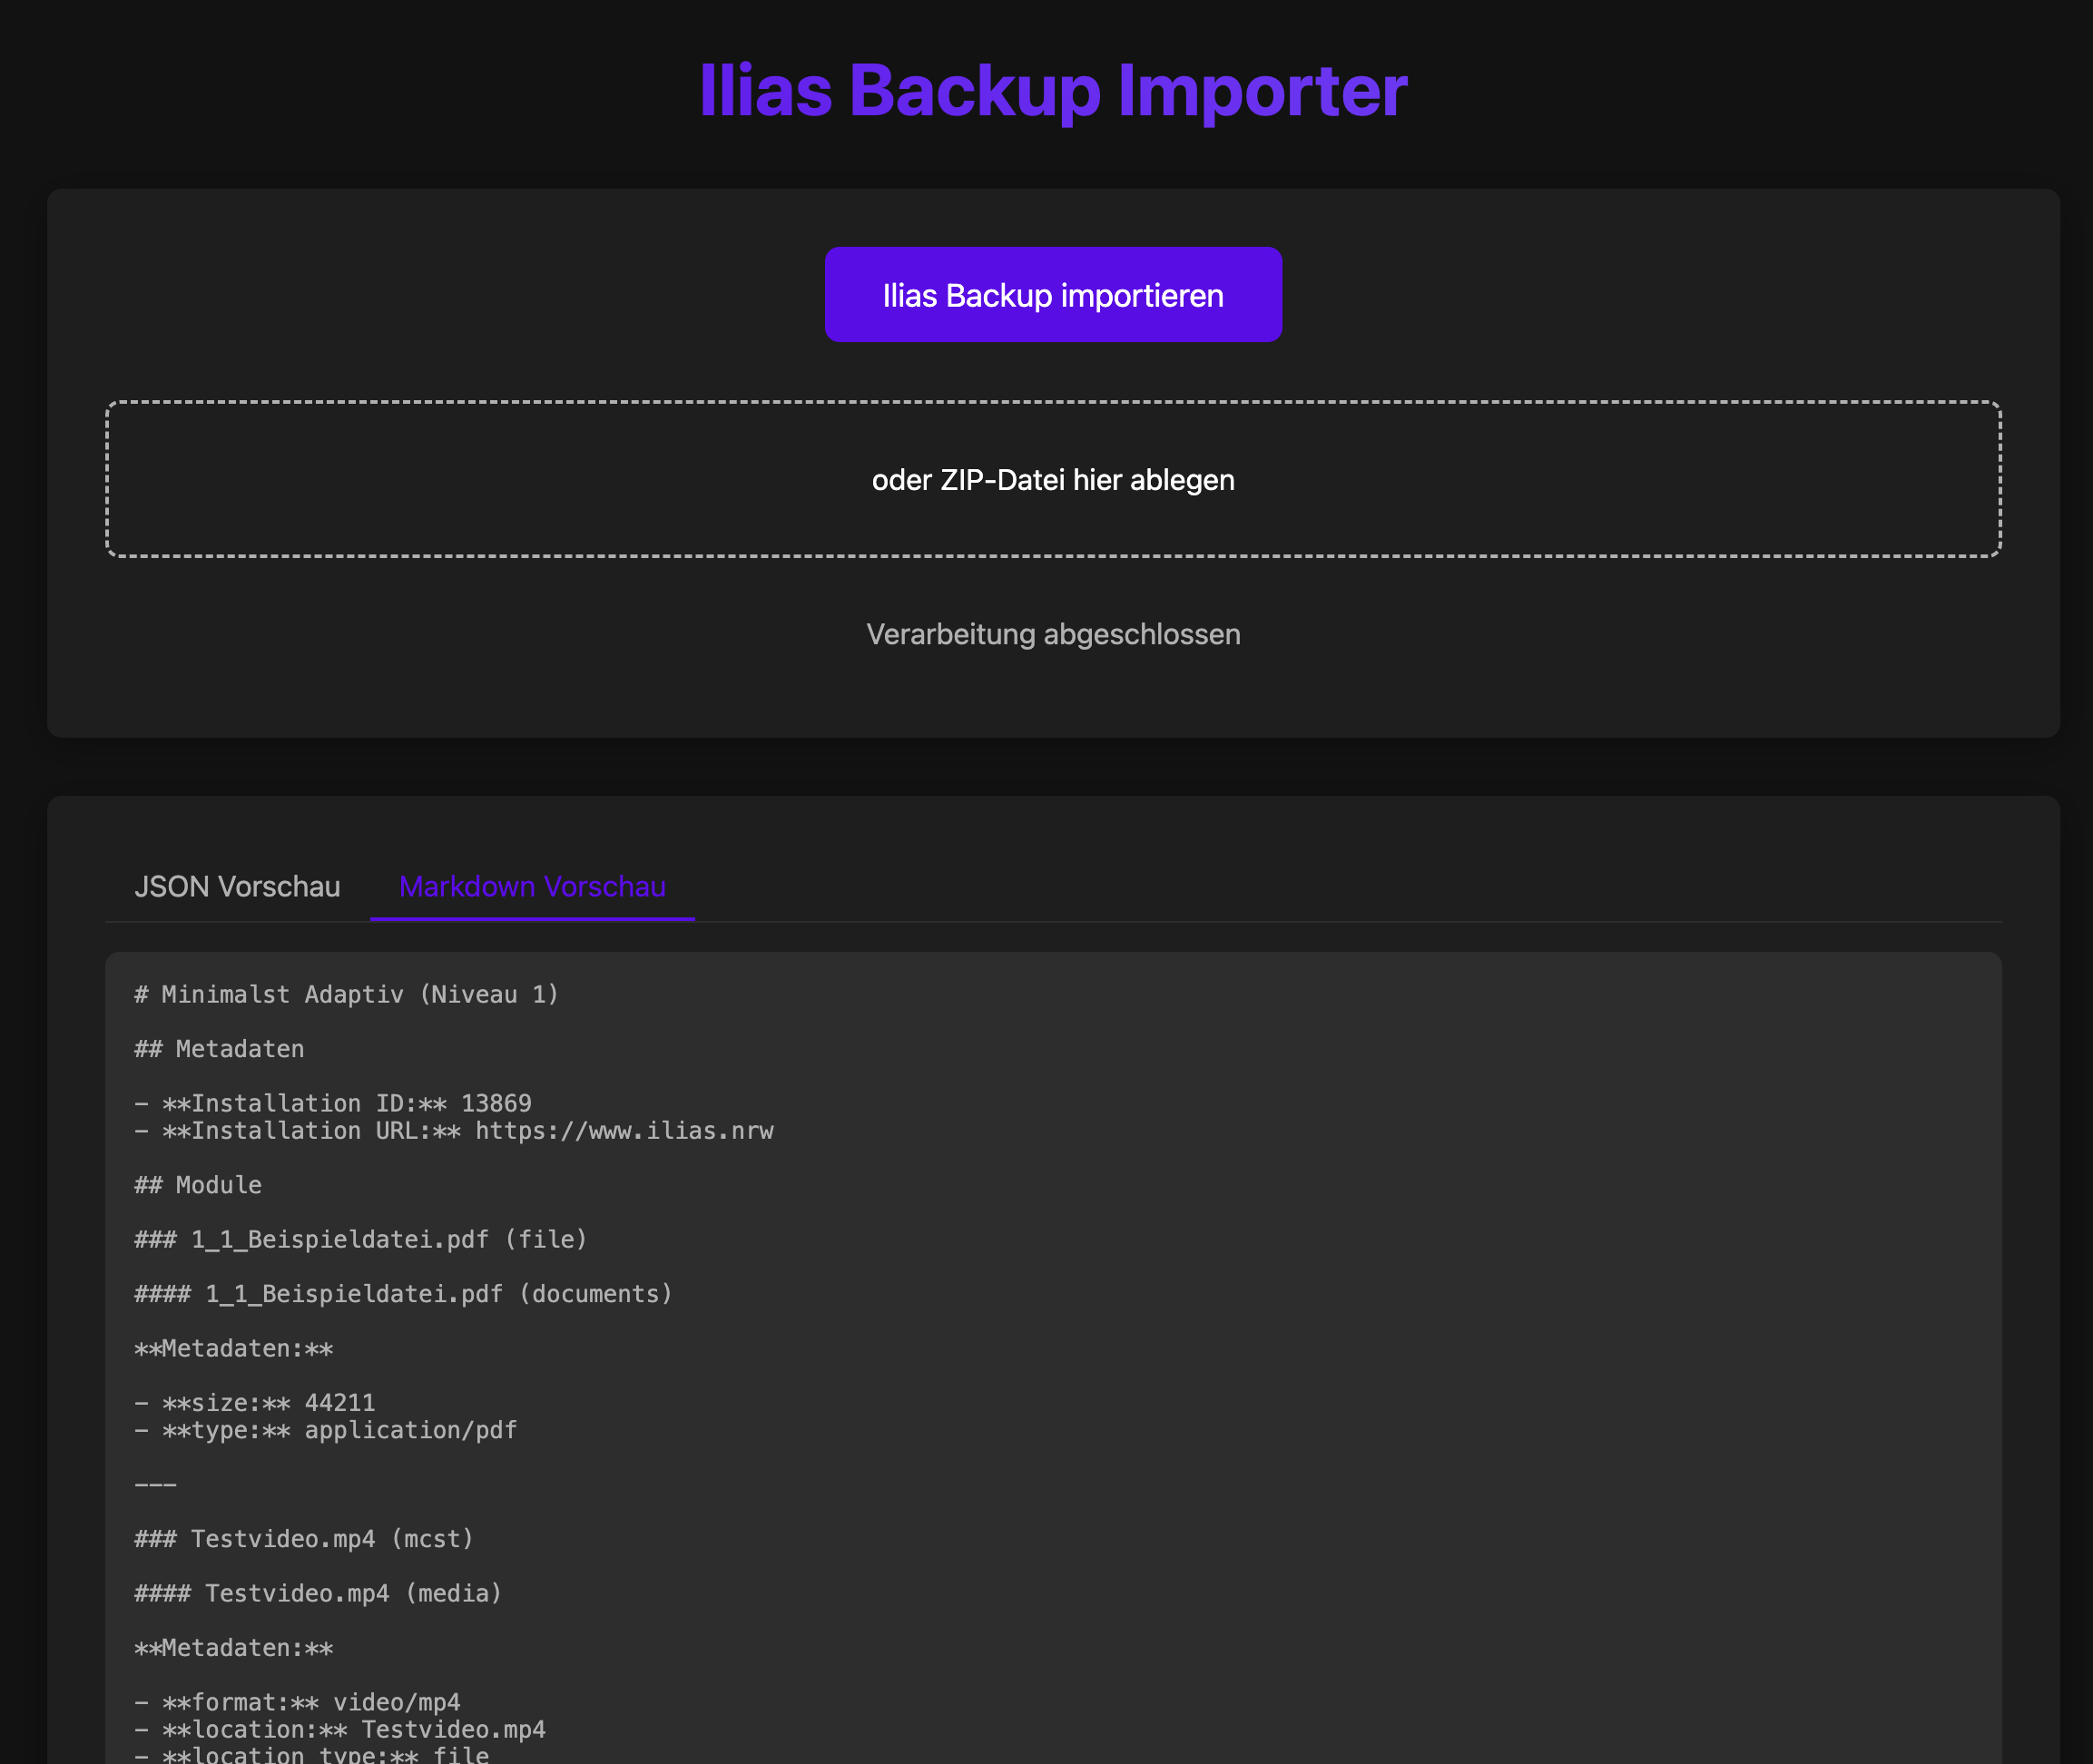 Ilias Backup Importer
Ilias Backup importieren
oder ZIP-Datei hier ablegen
Verarbeitung abgeschlossen
JSON Vorschau
Markdown Vorschau
# Minimalst Adaptiv (Niveau 1)
## Metadaten
- **Installation ID:** 13869
- **Installation URL:** https://www.ilias.nrw
## Module
### 1_1_Beispieldatei.pdf (file)
#### 1_1_Beispieldatei.pdf (documents)
**Metadaten:**
- **size:** 44211
- **type:** application/pdf
---
### Testvideo.mp4 (mcst)
#### Testvideo.mp4 (media)
**Metadaten:**
- **format:** video/mp4
- **location:** Testvideo.mp4
- **location type:** file